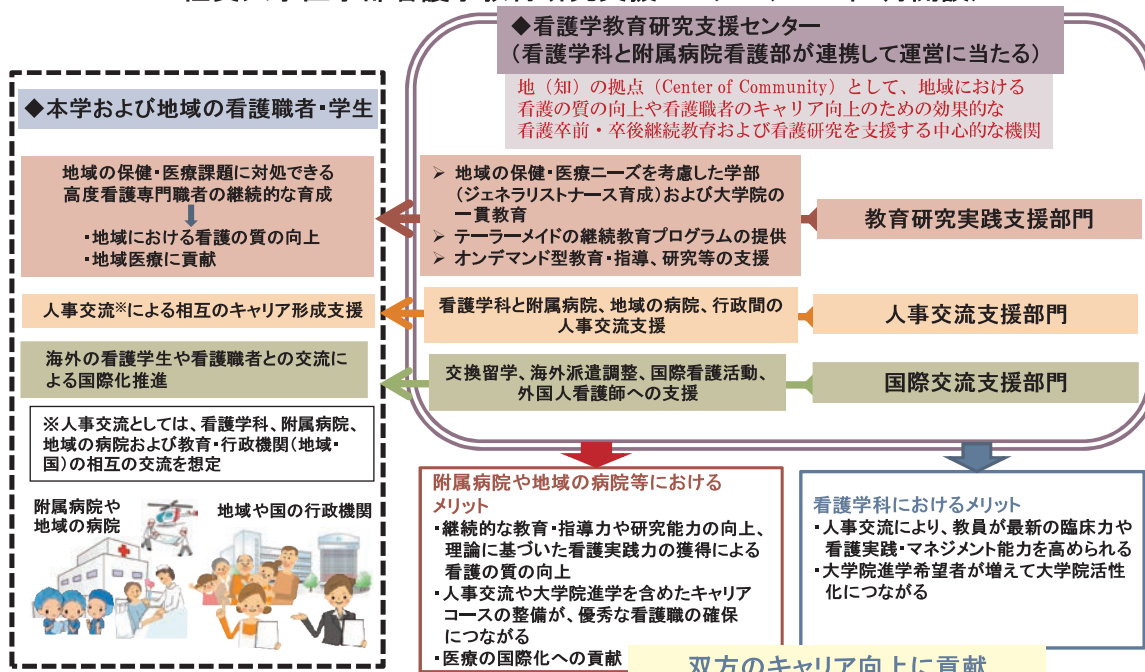 ◆看護学教育研究支援センター
(看護学科と附属病院看護部が連携して運営に当たる)
地(知)の拠点(Center of Community)として、地域における
看護の質の向上や看護職者のキャリア向上のための効果的な
看護卒前・卒後継続教育および看護研究を支援する中心的な機関
◆本学および地域の看護職者・学生
地域の保健・医療課題に対処できる
高度看護専門職者の継続的な育成
・地域における看護の質の向上
・地域医療に貢献
➢ 地域の保健・医療ニーズを考慮した学部
(ジェネラリストナース育成)および大学院の
一貫教育
➢ テーラーメイドの継続教育プログラムの提供
➢ オンデマンド型教育・指導、研究等の支援
教育研究実践支援部門
人事交流※による相互のキャリア形成支援
看護学科と附属病院、地域の病院、行政間の
人事交流支援
人事交流支援部門
海外の看護学生や看護職者との交流に
よる国際化推進
交換留学、海外派遣調整、国際看護活動、
外国人看護師への支援
国際交流支援部門
※人事交流としては、看護学科、附属病院、
地域の病院および教育・行政機関(地域・
国)の相互の交流を想定
附属病院や
地域の病院
地域や国の行政機関
附属病院や地域の病院等における
メリット
・継続的な教育・指導力や研究能力の向上、
理論に基づいた看護実践力の獲得による
看護の質の向上
・人事交流や大学院進学を含めたキャリア
コースの整備が、優秀な看護職の確保
につながる
・医療の国際化への貢献
看護学科におけるメリット
・人事交流により、教員が最新の臨床力や
看護実践・マネジメント能力を高められる
・大学院進学希望者が増えて大学院活性
化につながる
双方のキャリア向上に貢献